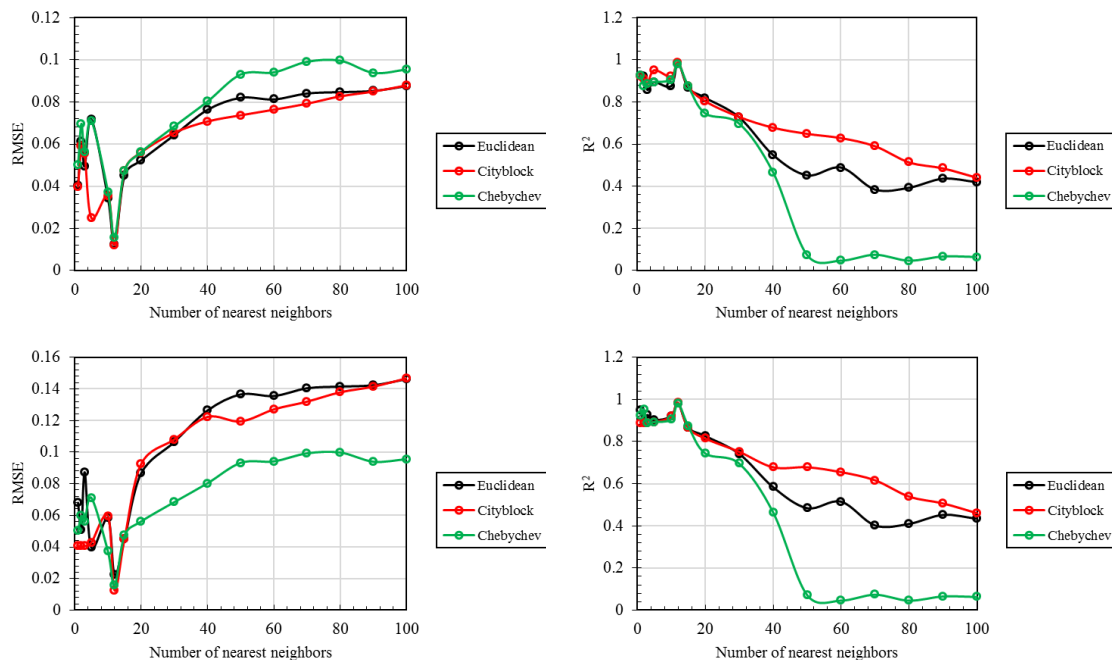 0.12
0.1
0.08
0.06
0.04
0.02
0
RMSE
0 20 40 60 80 100
Number of nearest neighbors
Euclidean
Cityblock
Chebychev
1.2
1
0.8
0.6
0.4
0.2
0
R²
0 20 40 60 80 100
Number of nearest neighbors
Euclidean
Cityblock
Chebychev
0.16
0.14
0.12
0.1
0.08
0.06
0.04
0.02
0
RMSE
0 20 40 60 80 100
Number of nearest neighbors
Euclidean
Cityblock
Chebychev
1.2
1
0.8
0.6
0.4
0.2
0
R²
0 20 40 60 80 100
Number of nearest neighbors
Euclidean
Cityblock
Chebychev